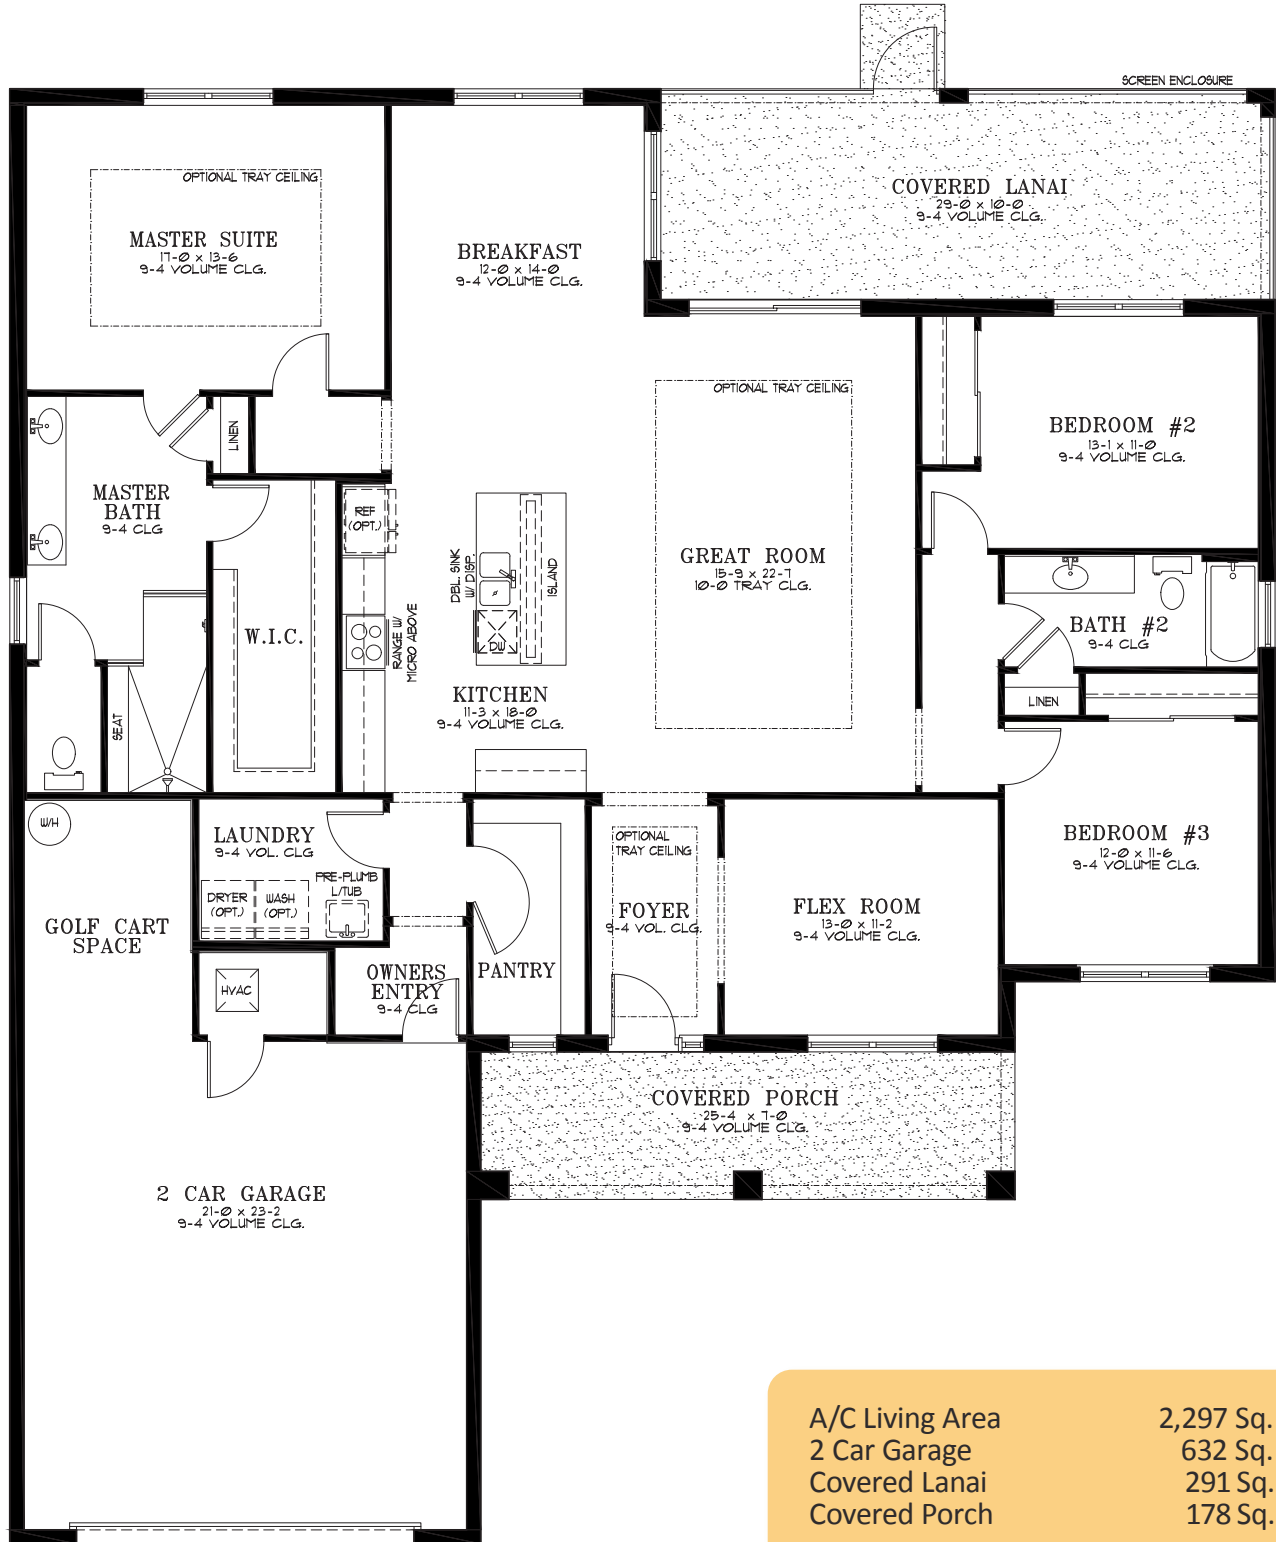 SCREEN ENCLOSURE
COVERED LANAI
29-0 x 10-0
9-4 VOLUME CLG.
OPTIONAL TRAY CEILING
MASTER SUITE
17-0 x 13-6
9-4 VOLUME CLG.
BREAKFAST
12-0 x 14-0
9-4 VOLUME CLG.
OPTIONAL TRAY CEILING
GREAT ROOM
15-9 x 22-7
10-0 TRAY CLG.
BEDROOM #2
13-1 x 11-0
9-4 VOLUME CLG.
LINEN
MASTER
BATH
9-4 CLG
REF
(OPT.)
DBL. SINK
W/ DISP.
ISLAND
DW
RANGE W/
MICRO ABOVE
W.I.C.
BATH #2
9-4 CLG
LINEN
SEAT
KITCHEN
11-3 x 18-0
9-4 VOLUME CLG.
W/H
LAUNDRY
9-4 VOL. CLG
PRE-PLUMB
L/TUB
DRYER
(OPT.)
WASH
(OPT.)
OPTIONAL
TRAY CEILING
FOYER
9-4 VOL. CLG.
FLEX ROOM
13-0 x 11-2
9-4 VOLUME CLG.
BEDROOM #3
12-0 x 11-6
9-4 VOLUME CLG.
GOLF CART
SPACE
HVAC
OWNERS
ENTRY
9-4 CLG
PANTRY
COVERED PORCH
25-4 x 7-0
9-4 VOLUME CLG.
2 CAR GARAGE
21-0 x 23-2
9-4 VOLUME CLG.
A/C Living Area 2,297 Sq.
2 Car Garage 632 Sq.
Covered Lanai 291 Sq.
Covered Porch 178 Sq.